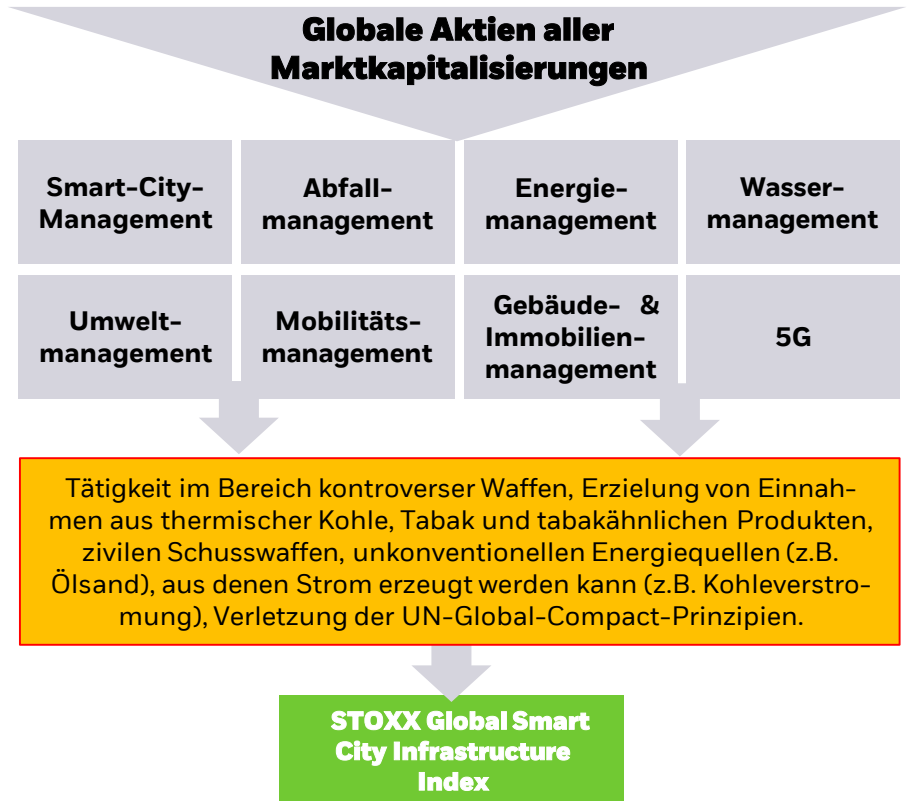 Globale Aktien aller
Marktkapitalisierungen
Smart-City-
Management
Abfall-
management
Energie-
management
Wasser-
management
Umwelt-
management
Mobilitäts-
management
Gebäude- &
Immobilien-
management
5G
Tätigkeit im Bereich kontroverser Waffen, Erzielung von Einnah-
men aus thermischer Kohle, Tabak und tabakähnlichen Produkten,
zivilen Schusswaffen, unkonventionellen Energiequellen (z.B.
Ölsand), aus denen Strom erzeugt werden kann (z.B. Kohleverstro-
mung), Verletzung der UN-Global-Compact-Prinzipien.
STOXX Global Smart
City Infrastructure
Index